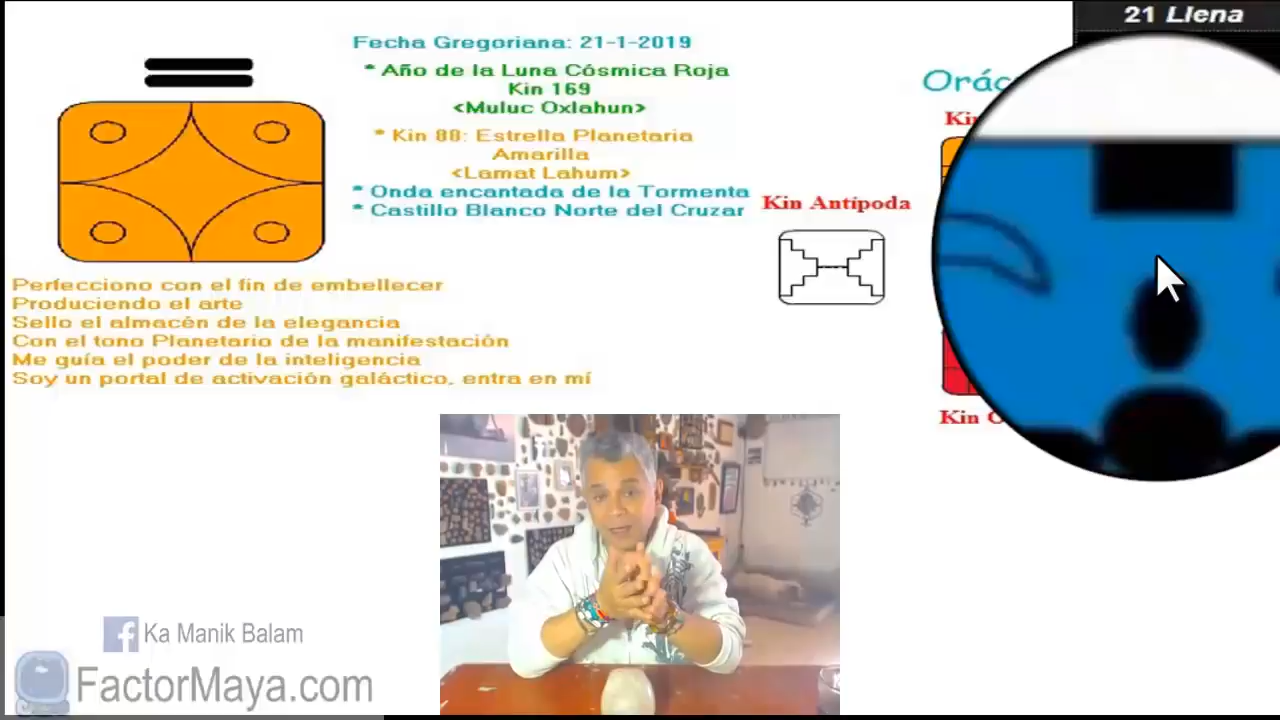 21 Llena
Fecha Gregoriana: 21-1-2019
* Año de la Luna Cósmica Roja
Kin 169
<Muluc Oxlahun>
* Kin 88: Estrella Planetaria
Amarilla
<Lamat Lahum>
* Onda encantada de la Tormenta
* Castillo Blanco Norte del Cruzar
Kin Antípoda
Kin
Perfecciono con el fin de embellecer
Produciendo el arte
Sello el almacén de la elegancia
Con el tono Planetario de la manifestación
Me guía el poder de la inteligencia
Soy un portal de activación galáctico, entra en mí
Kin
Ka Manik Balam
FactorMaya.com